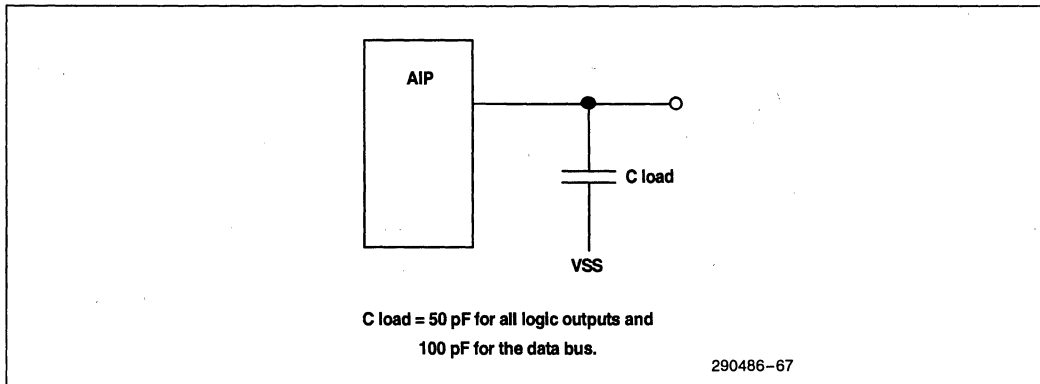 AIP
C load
VSS
C load = 50 pF for all logic outputs and
100 pF for the data bus.
290486–67